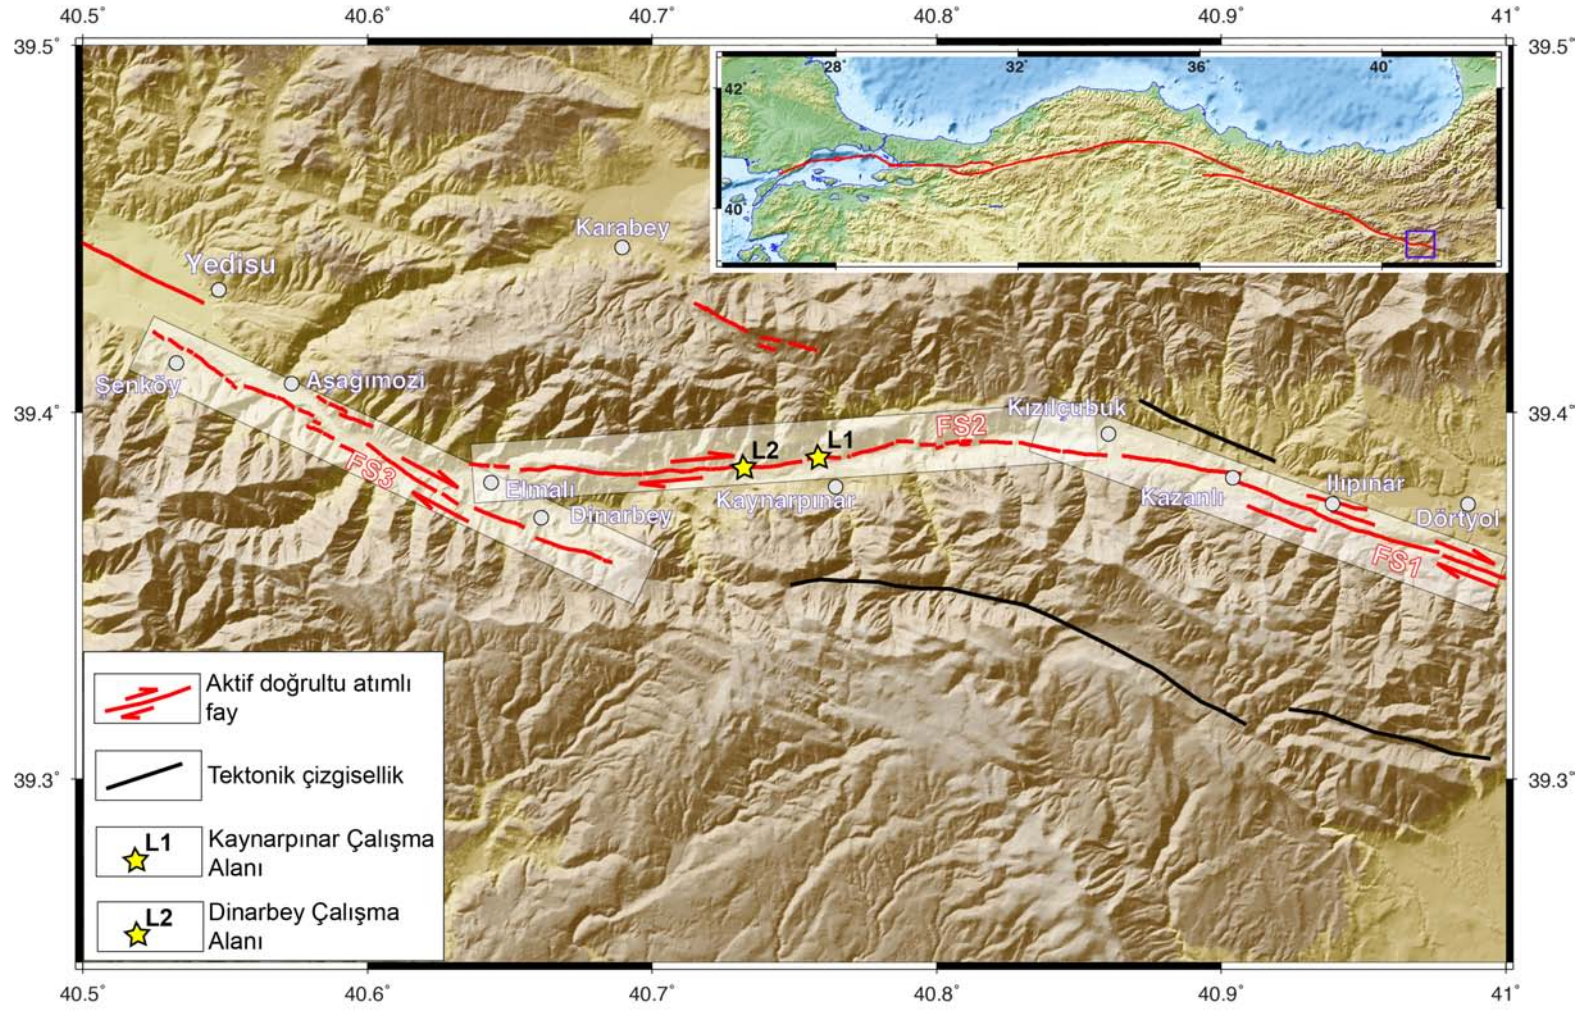 40.5˚
40.6˚
40.7˚
40.8˚
40.9˚
41˚
39.5˚
39.5˚
28˚
32˚
36˚
40˚
42˚
40˚
Karabey
Yedisu
Şenköy
Aşağımozi
39.4˚
39.4˚
Kızılçubuk
FS2
L2
L1
FS3
Elmalı
Kaynarpınar
Kazanlı
Ilıpınar
Dinarbey
Dörtyol
FS1
Aktif doğrultu atımlı
fay
Tektonik çizgisellik
39.3˚
39.3˚
L1
Kaynarpınar Çalışma
Alanı
L2
Dinarbey Çalışma
Alanı
40.5˚
40.6˚
40.7˚
40.8˚
40.9˚
41˚